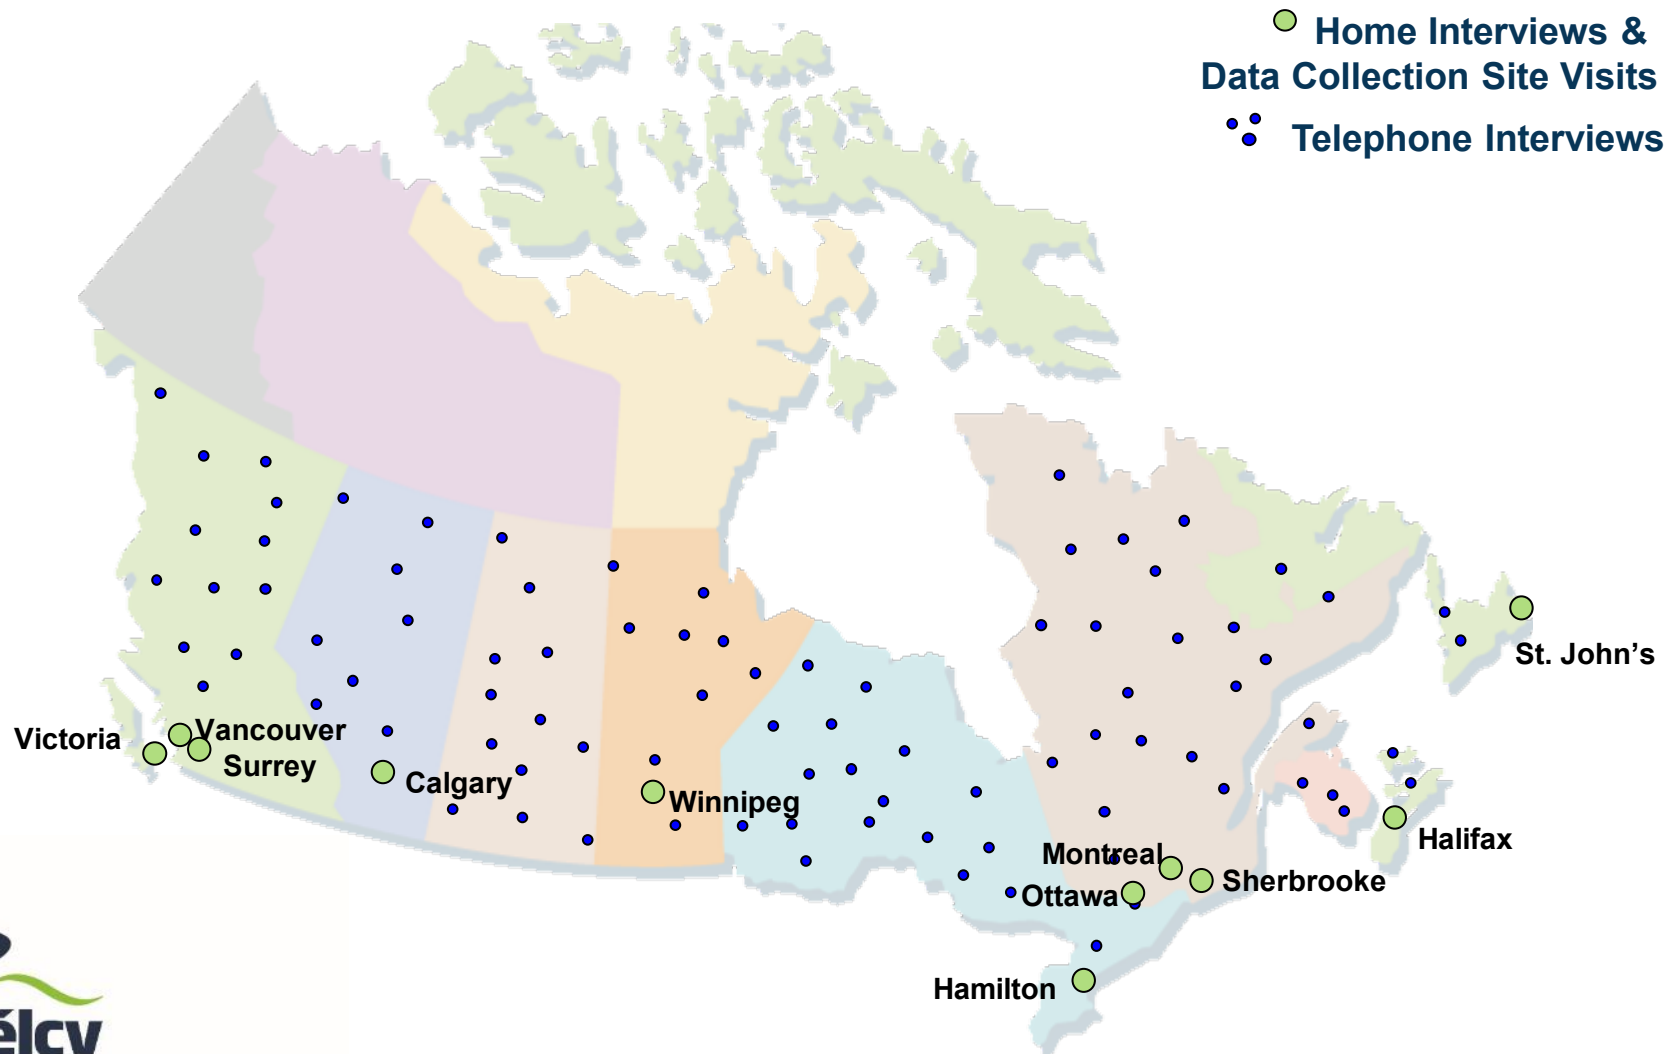 Home Interviews &
Data Collection Site Visits
Telephone Interviews
St. John’s
Victoria
Vancouver
Surrey
Calgary
Winnipeg
Halifax
Montreal
Sherbrooke
Ottawa
Hamilton
élcv